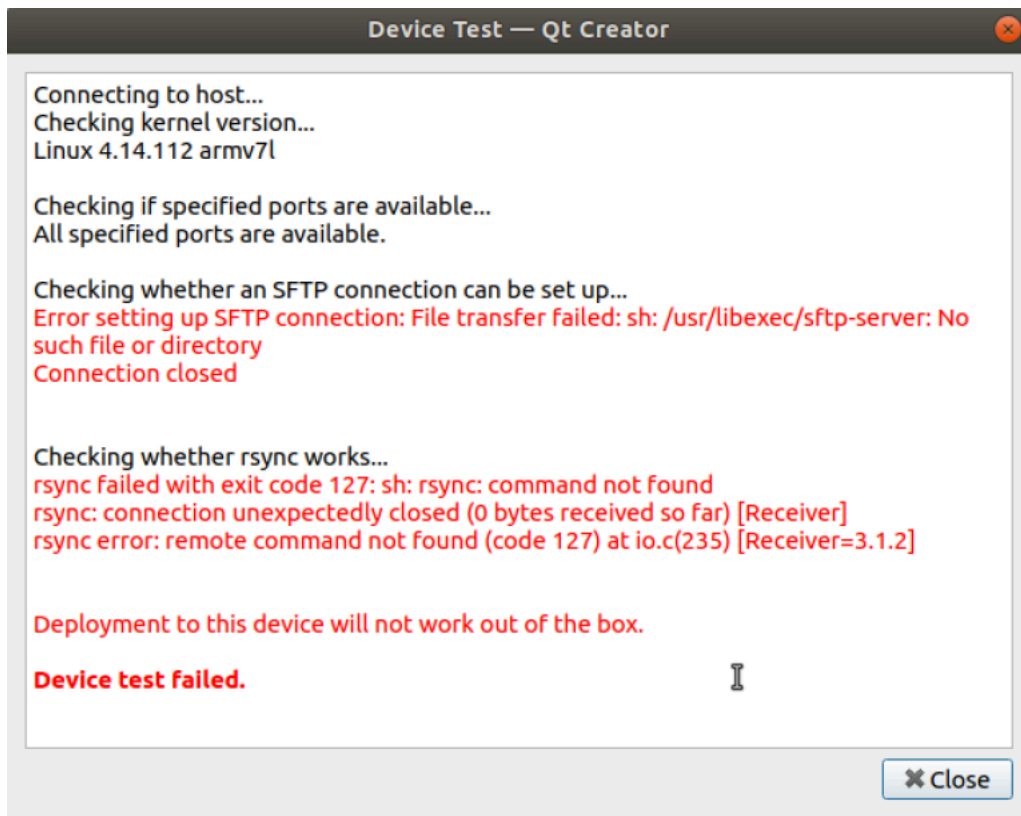 Device Test — Qt Creator
Connecting to host...
Checking kernel version...
Linux 4.14.112 armv7l
Checking if specified ports are available...
All specified ports are available.
Checking whether an SFTP connection can be set up...
Error setting up SFTP connection: File transfer failed: sh: /usr/libexec/sftp-server: No
such file or directory
Connection closed
Checking whether rsync works...
rsync failed with exit code 127: sh: rsync: command not found
rsync: connection unexpectedly closed (0 bytes received so far) [Receiver]
rsync error: remote command not found (code 127) at io.c(235) [Receiver=3.1.2]
Deployment to this device will not work out of the box.
Device test failed.
Close